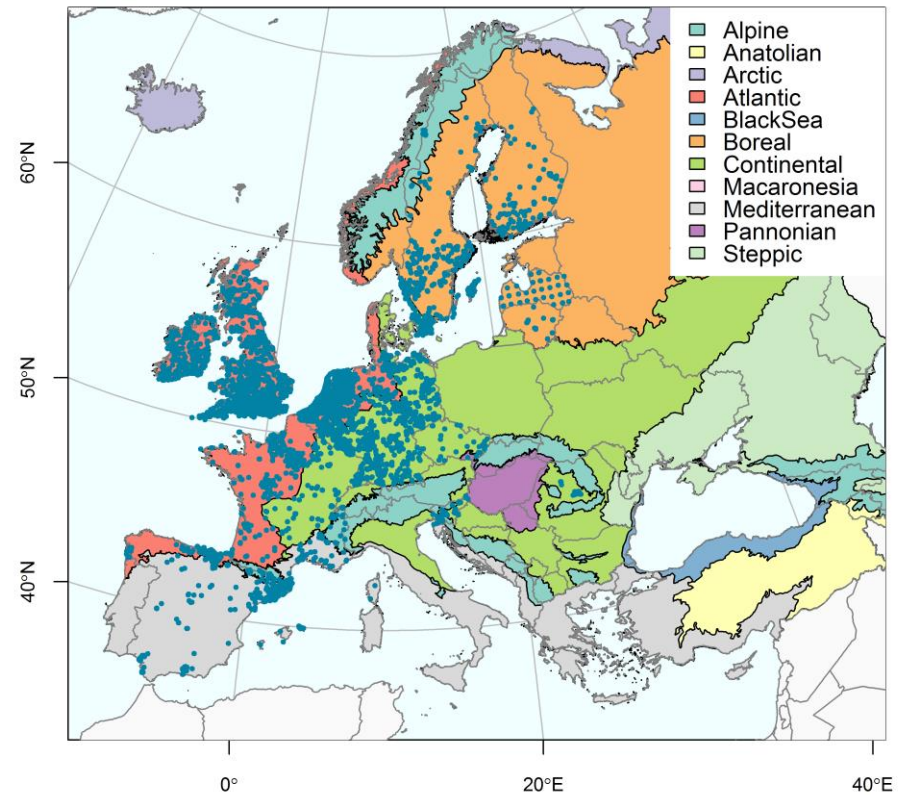 Alpine
Anatolian
Arctic
Atlantic
BlackSea
Boreal
Continental
Macaronesia
Mediterranean
Pannonian
Steppic
60°N
50°N
40°N
0°
20°E
40°E